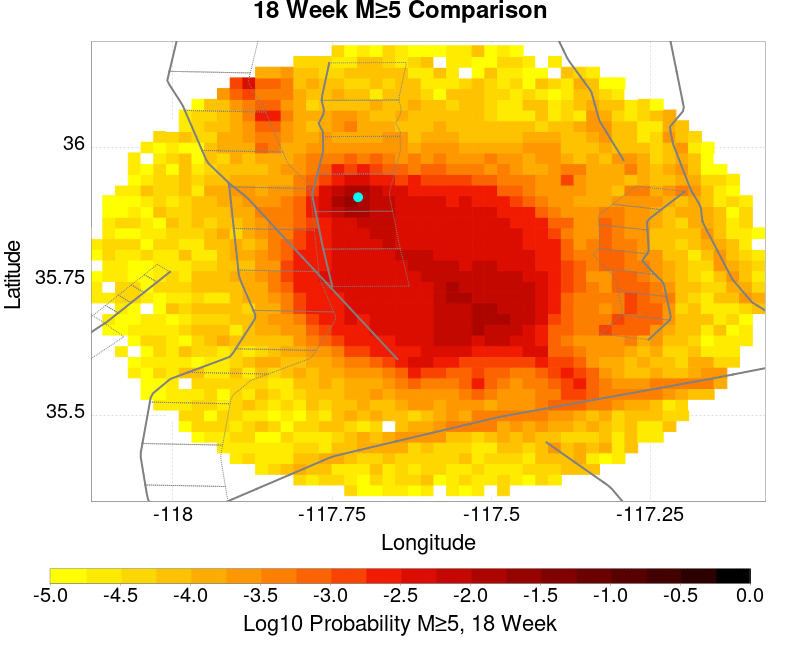 18 Week M≥5 Comparison
36
35.75
35.5
Latitude
-118 -117.75 -117.5 -117.25
Longitude
-5.0 -4.5 -4.0 -3.5 -3.0 -2.5 -2.0 -1.5 -1.0 -0.5 0.0
Log10 Probability M≥5, 18 Week